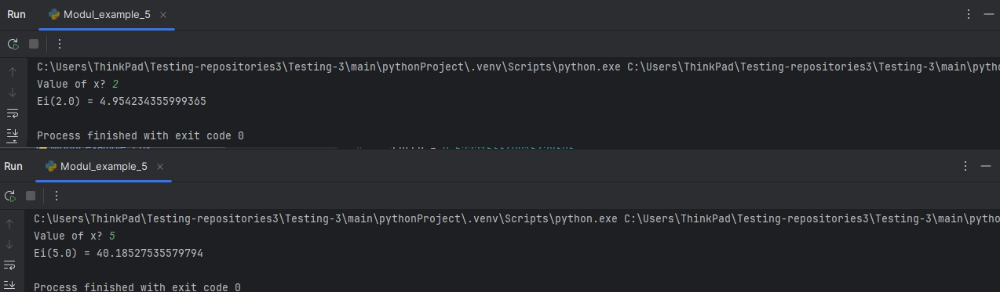 Run Modul_example_5
C:\Users\ThinkPad\Testing-repositories3\Testing-3\main\pythonProject\.venv\Scripts\python.exe C:\Users\ThinkPad\Testing-repositories3\Testing-3\main\pyth
Value of x? 2
Ei(2.0) = 4.954234355999365
Process finished with exit code 0
Run Modul_example_5
C:\Users\ThinkPad\Testing-repositories3\Testing-3\main\pythonProject\.venv\Scripts\python.exe C:\Users\ThinkPad\Testing-repositories3\Testing-3\main\pytho
Value of x? 5
Ei(5.0) = 40.18527535579794
Process finished with exit code 0